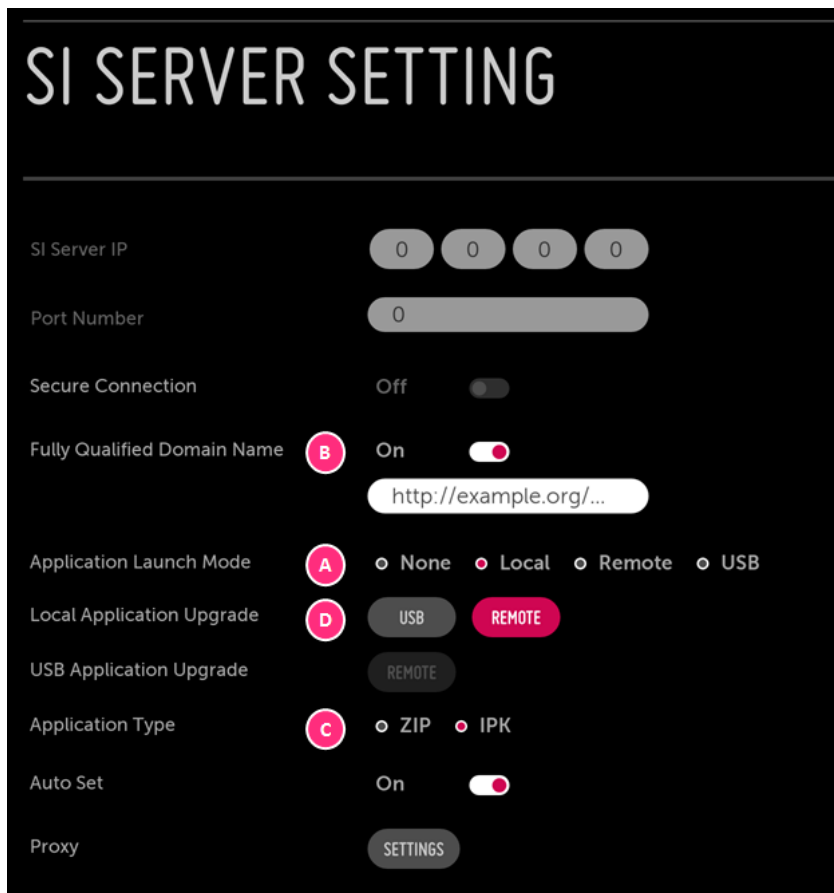 SI SERVER SETTING
SI Server IP 0 0 0 0
Port Number 0
Secure Connection Off
Fully Qualified Domain Name B On
http://example.org/...
Application Launch Mode A None Local Remote USB
Local Application Upgrade D USB REMOTE
USB Application Upgrade REMOTE
Application Type C ZIP IPK
Auto Set On
Proxy SETTINGS